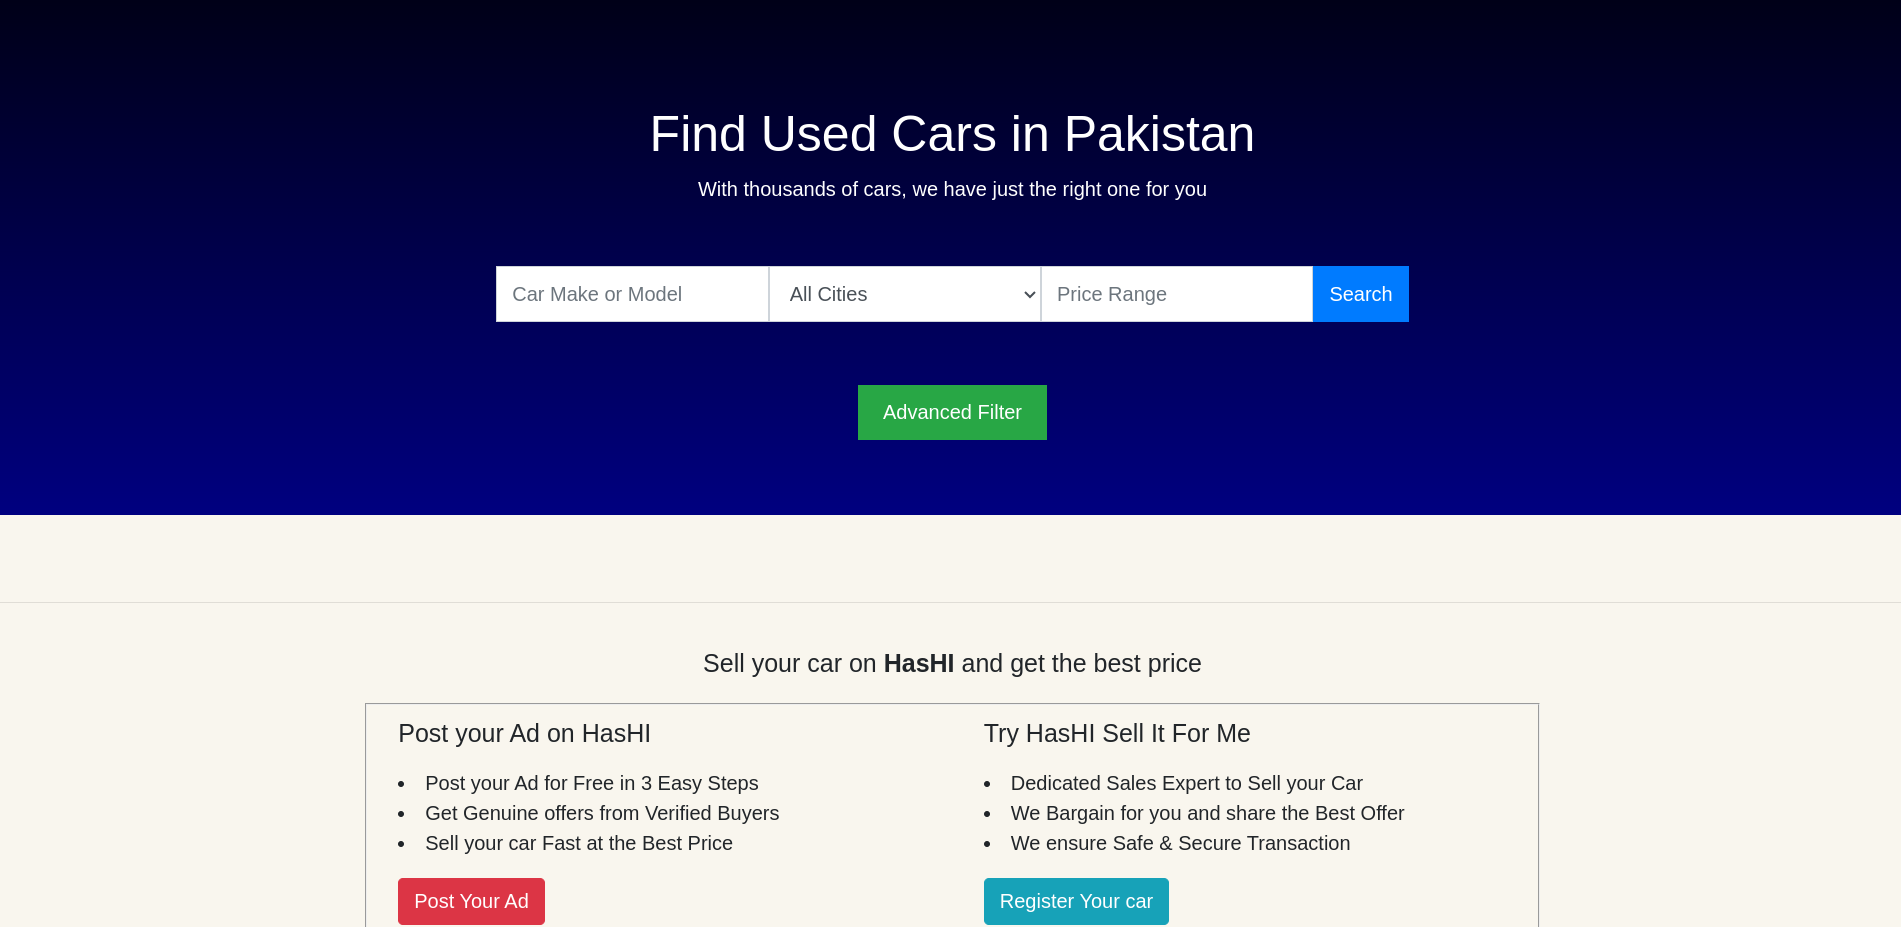 Find Used Cars in Pakistan
With thousands of cars, we have just the right one for you
Car Make or Model All Cities Price Range Search
Advanced Filter
Sell your car on HasHI and get the best price
Post your Ad on HasHI
Post your Ad for Free in 3 Easy Steps
Get Genuine offers from Verified Buyers
Sell your car Fast at the Best Price
Post Your Ad
Try HasHI Sell It For Me
Dedicated Sales Expert to Sell your Car
We Bargain for you and share the Best Offer
We ensure Safe & Secure Transaction
Register Your car